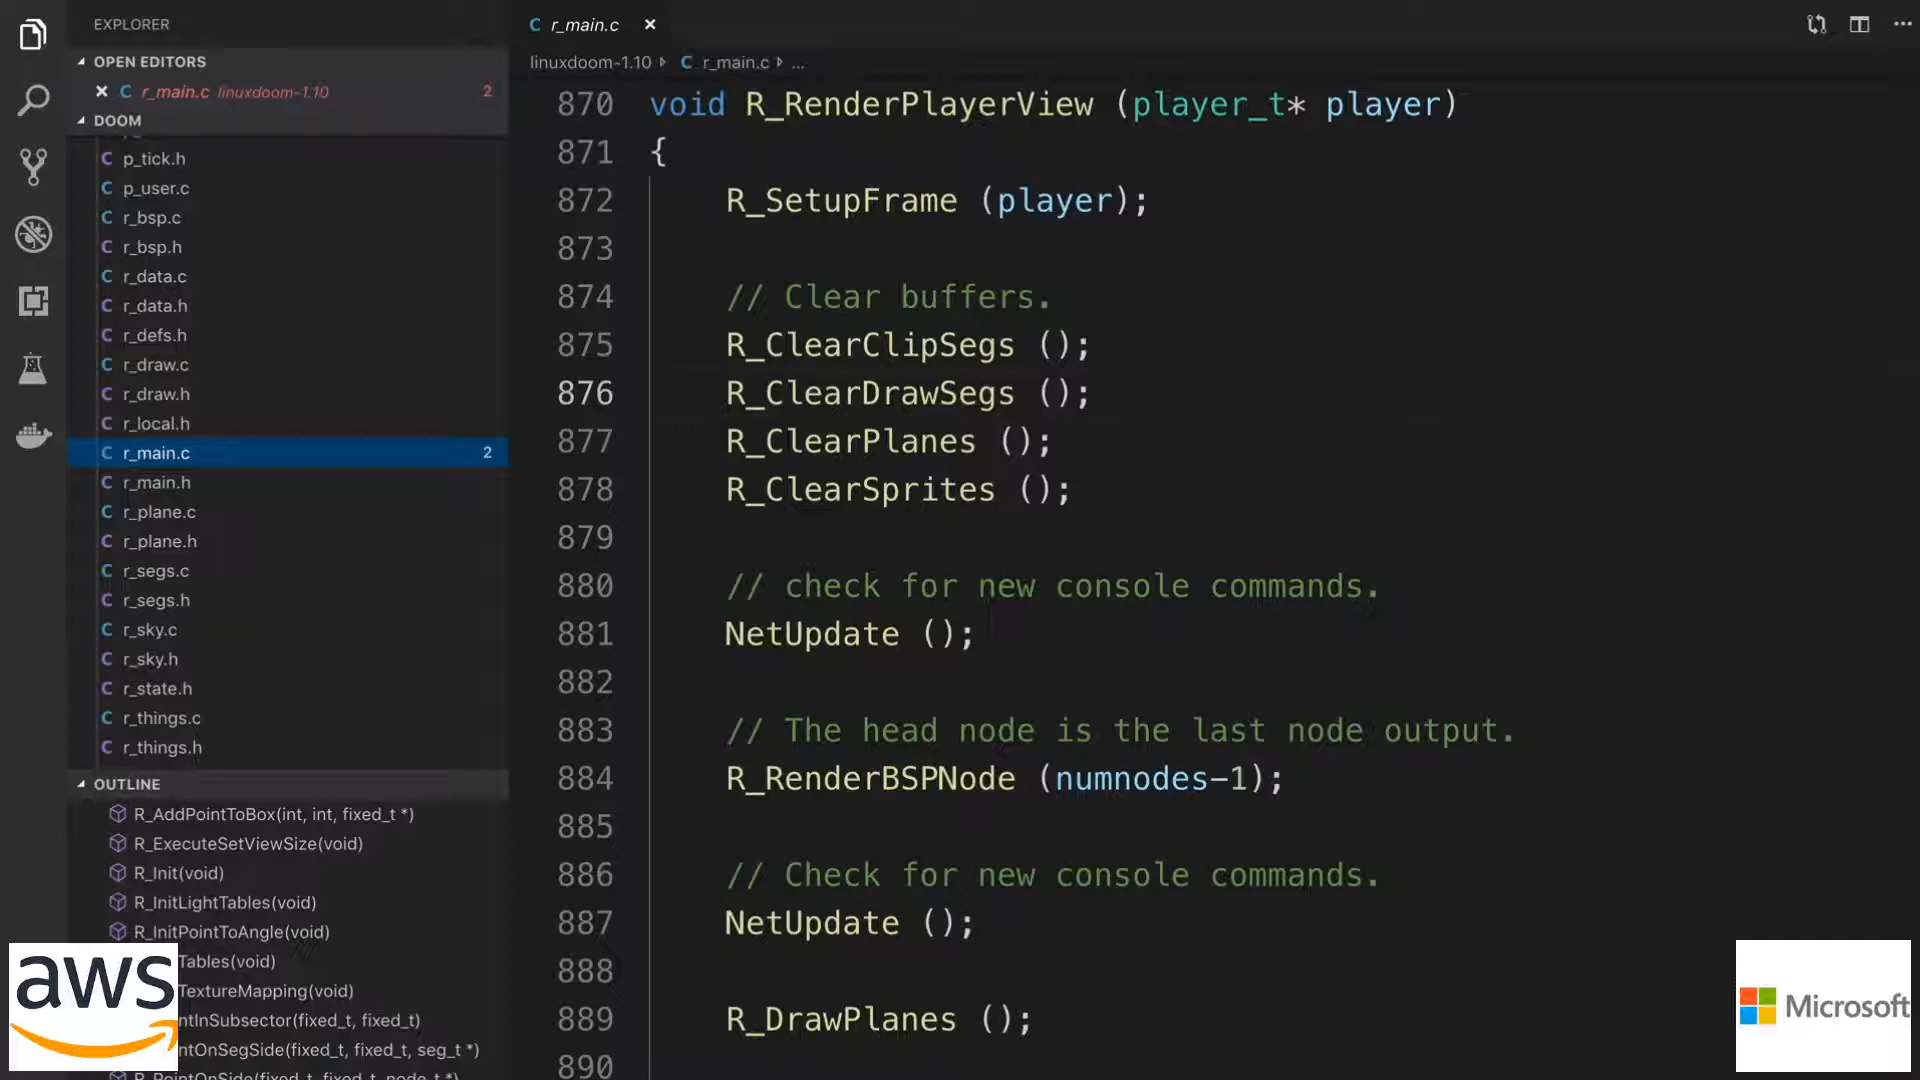 EXPLORER
OPEN EDITORS
r_main.c linuxdoom-1.10 2
DOOM
p_tick.h
p_user.c
r_bsp.c
r_bsp.h
r_data.c
r_data.h
r_defs.h
r_draw.c
r_draw.h
r_local.h
r_main.c 2
r_main.h
r_plane.c
r_plane.h
r_segs.c
r_segs.h
r_sky.c
r_sky.h
r_state.h
r_things.c
r_things.h
OUTLINE
R_AddPointToBox(int, int, fixed_t *)
R_ExecuteSetViewSize(void)
R_Init(void)
R_InitLightTables(void)
R_InitPointToAngle(void)
Tables(void)
TextureMapping(void)
ntInSubsector(fixed_t, fixed_t)
ntOnSegSide(fixed_t, fixed_t, seg_t *)
R_PointOnSide(fixed_t, fixed_t, node_t *)
aws
C r_main.c
linuxdoom-1.10 C r_main.c ...
870 void R_RenderPlayerView (player_t* player)
871 {
872 R_SetupFrame (player);
873
874 // Clear buffers.
875 R_ClearClipSegs ();
876 R_ClearDrawSegs ();
877 R_ClearPlanes ();
878 R_ClearSprites ();
879
880 // check for new console commands.
881 NetUpdate ();
882
883 // The head node is the last node output.
884 R_RenderBSPNode (numnodes-1);
885
886 // Check for new console commands.
887 NetUpdate ();
888
889 R_DrawPlanes ();
890
Microsoft